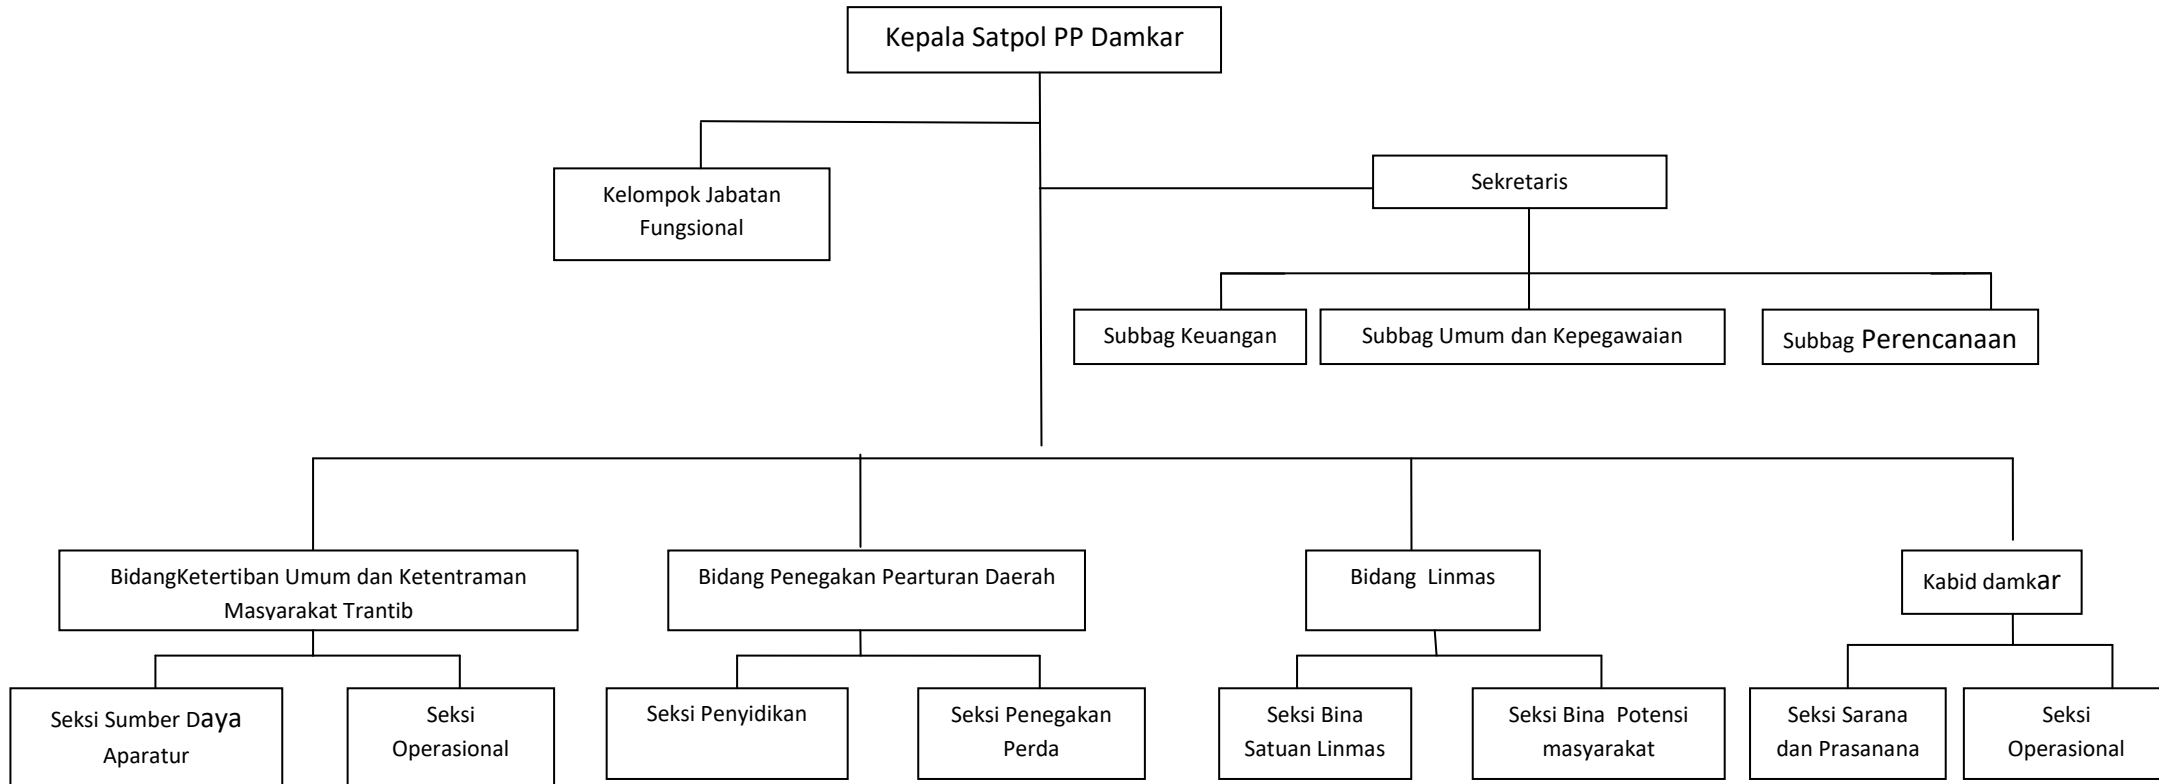 Kepala Satpol PP Damkar
Kelompok Jabatan
Fungsional
Sekretaris
Subbag Keuangan
Subbag Umum dan Kepegawaian
Subbag Perencanaan
BidangKetertiban Umum dan Ketentraman
Masyarakat Trantib
Bidang Penegakan Pearturan Daerah
Bidang  Linmas
Kabid damkar
Seksi Sumber Daya
Aparatur
Seksi
Operasional
Seksi Penyidikan
Seksi Penegakan
Perda
Seksi Bina
Satuan Linmas
Seksi Bina  Potensi
masyarakat
Seksi Sarana
dan Prasanana
Seksi
Operasional